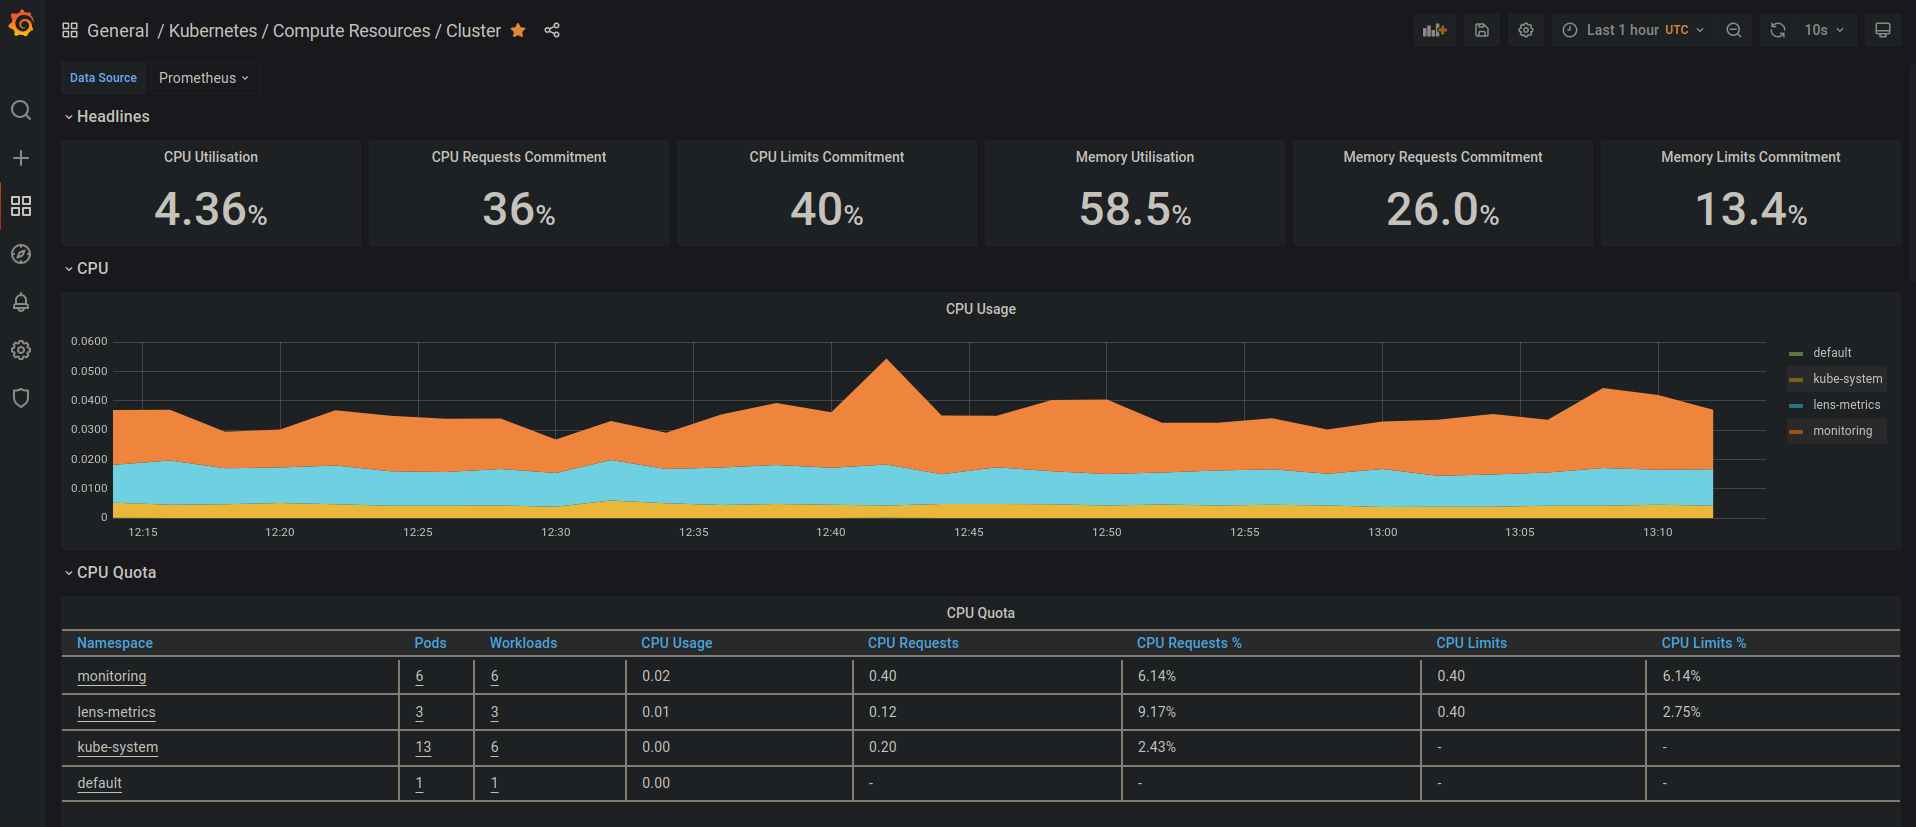 General / Kubernetes / Compute Resources / Cluster
Last 1 hour UTC
10s
Data Source
Prometheus
Headlines
CPU Utilisation
4.36%
CPU Requests Commitment
36%
CPU Limits Commitment
40%
Memory Utilisation
58.5%
Memory Requests Commitment
26.0%
Memory Limits Commitment
13.4%
CPU
CPU Usage
0.0600
0.0500
0.0400
0.0300
0.0200
0.0100
0
12:15 12:20 12:25 12:30 12:35 12:40 12:45 12:50 12:55 13:00 13:05 13:10
default
kube-system
lens-metrics
monitoring
CPU Quota
CPU Quota
Namespace Pods Workloads CPU Usage CPU Requests CPU Requests % CPU Limits CPU Limits %
monitoring 6 6 0.02 0.40 6.14% 0.40 6.14%
lens-metrics 3 3 0.01 0.12 9.17% 0.40 2.75%
kube-system 13 6 0.00 0.20 2.43% - -
default 1 1 0.00 - - - -